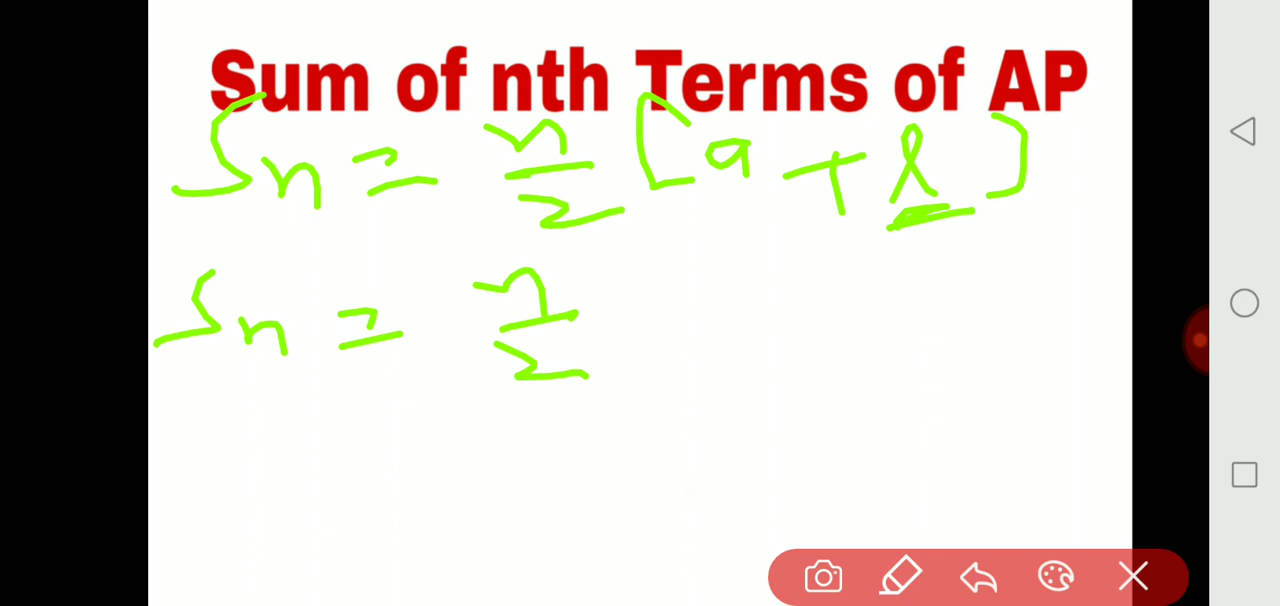 Sum of nth Terms of AP
Sn = n/2 [a + l]
Sn = n/2